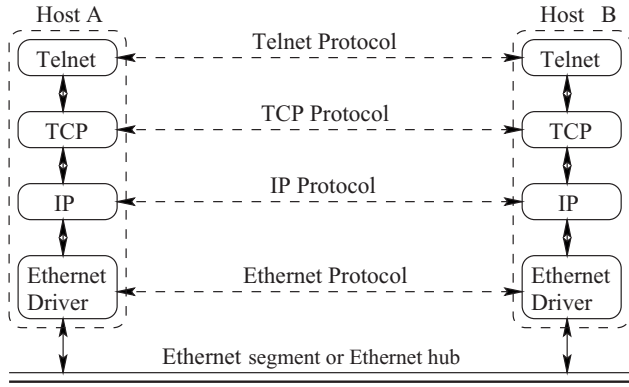 Host A
Host B
Telnet Protocol
Telnet
Telnet
TCP Protocol
TCP
TCP
IP Protocol
IP
IP
Ethernet Protocol
Ethernet
Driver
Ethernet
Driver
Ethernet segment or Ethernet hub